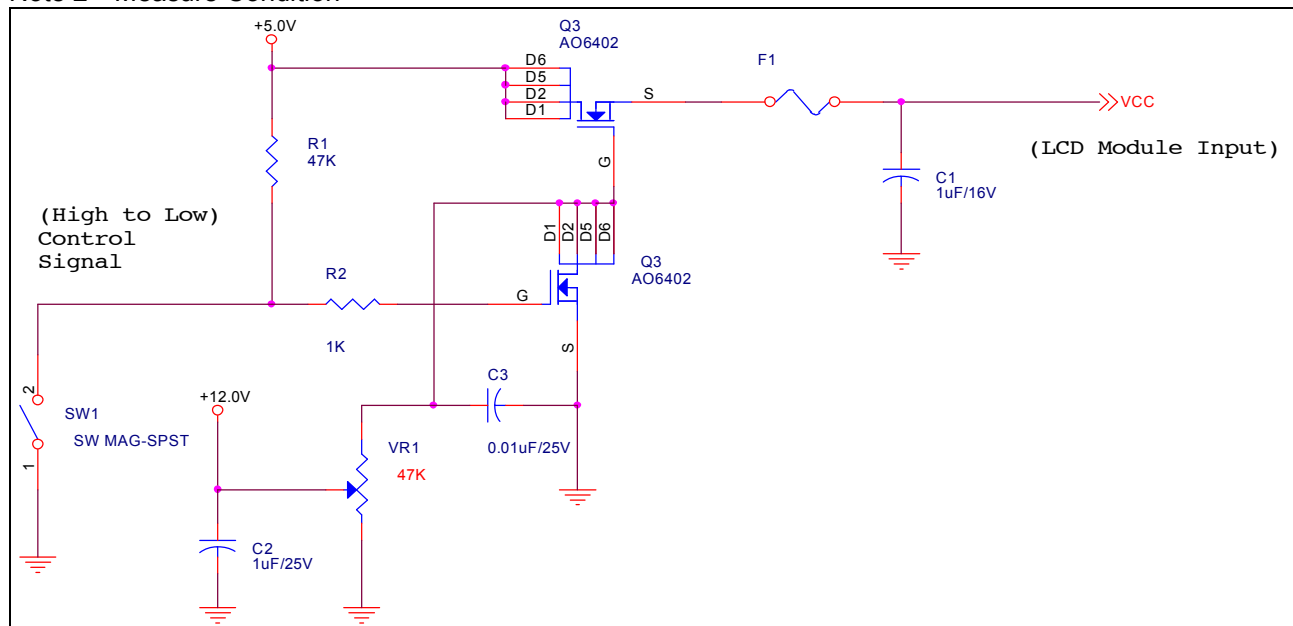 +5.0V
Q3
AO6402
D6
D5
D2
D1
S
G
F1
VCC
(LCD Module Input)
R1
47K
C1
1uF/16V
(High to Low)
Control
Signal
D1
D2
D5
D6
Q3
AO6402
R2
1K
G
S
C3
0.01uF/25V
+12.0V
2
SW1
SW MAG-SPST
1
VR1
47K
C2
1uF/25V